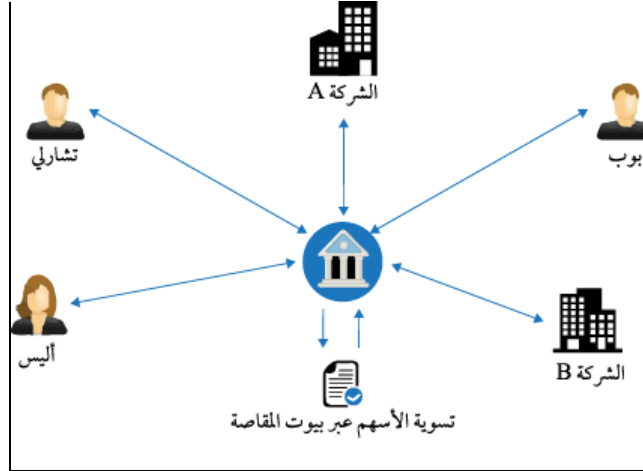 الشركة A
تشارلي
بوب
أليس
الشركة B
تسوية الأسهم عبر بيوت المقاصة